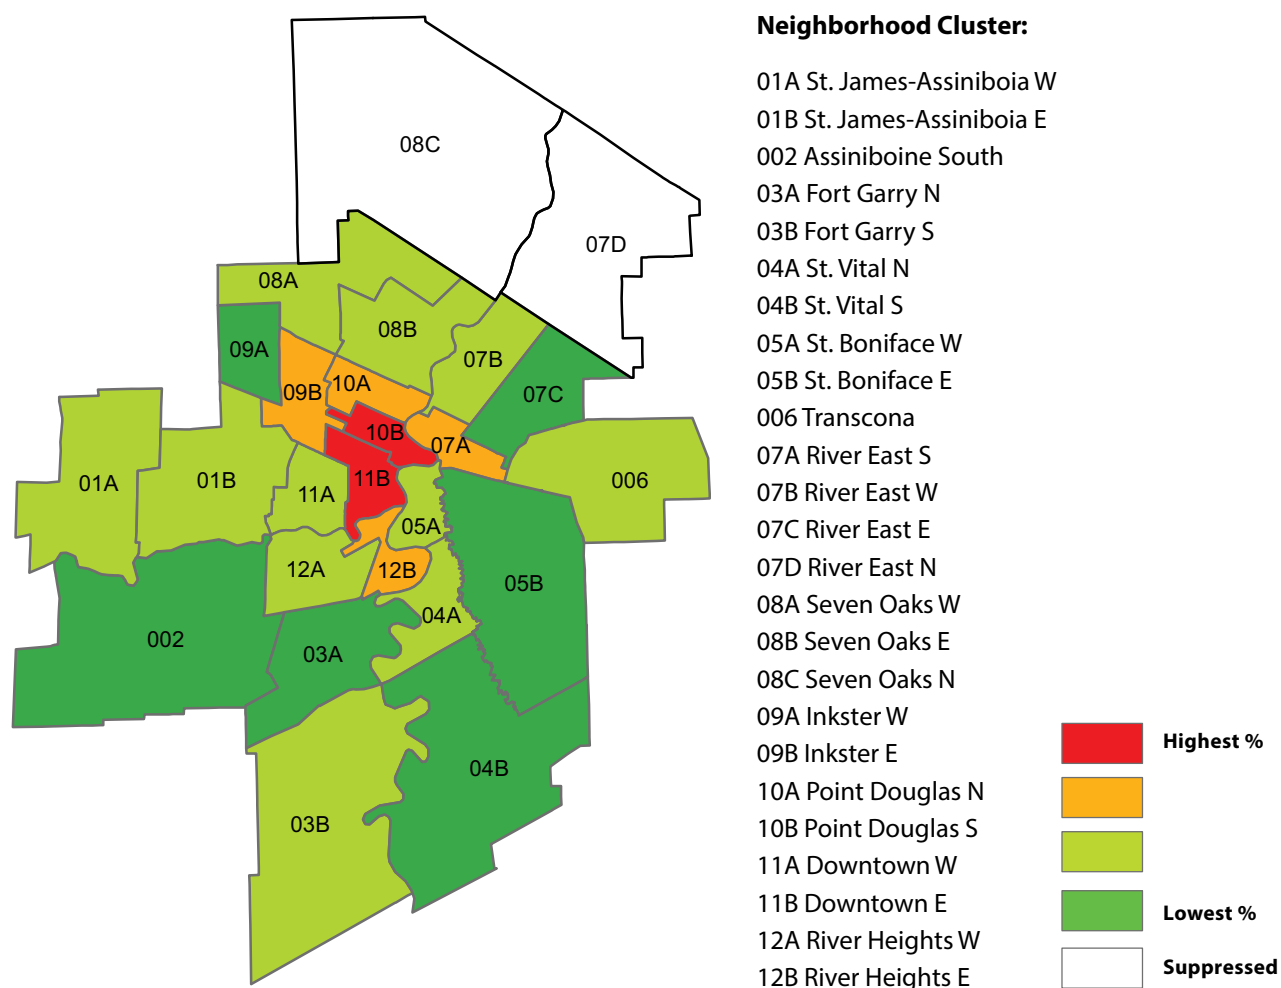 Neighborhood Cluster:
01A St. James-Assiniboia W
01B St. James-Assiniboia E
002 Assiniboine South
03A Fort Garry N
03B Fort Garry S
04A St. Vital N
04B St. Vital S
05A St. Boniface W
05B St. Boniface E
006 Transcona
07A River East S
07B River East W
07C River East E
07D River East N
08A Seven Oaks W
08B Seven Oaks E
08C Seven Oaks N
09A Inkster W
09B Inkster E
10A Point Douglas N
10B Point Douglas S
11A Downtown W
11B Downtown E
12A River Heights W
12B River Heights E
Highest %
Lowest %
Suppressed
08C
07D
08A
08B
09A
07B
09B
10A
07C
10B
07A
01A
01B
11A
11B
006
05A
12A
12B
05B
002
04A
03A
04B
03B